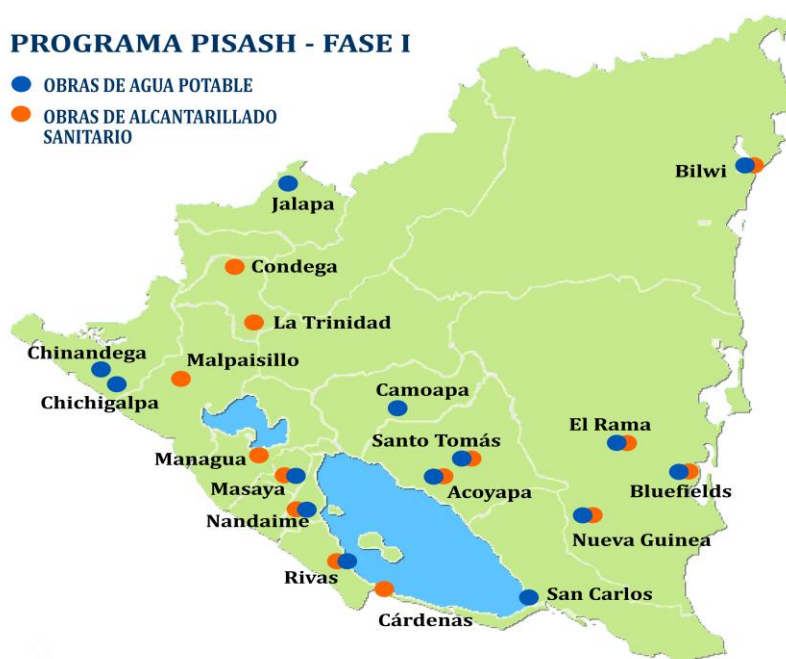 PROGRAMA PISASH - FASE I
OBRAS DE AGUA POTABLE
OBRAS DE ALCANTARILLADO
SANITARIO
Bilwi
Jalapa
Condega
La Trinidad
Chinandega
Malpaisillo
Chichigalpa
Camoapa
El Rama
Santo Tomás
Managua
Masaya
Acoyapa
Bluefields
Nandaime
Nueva Guinea
Rivas
San Carlos
Cárdenas